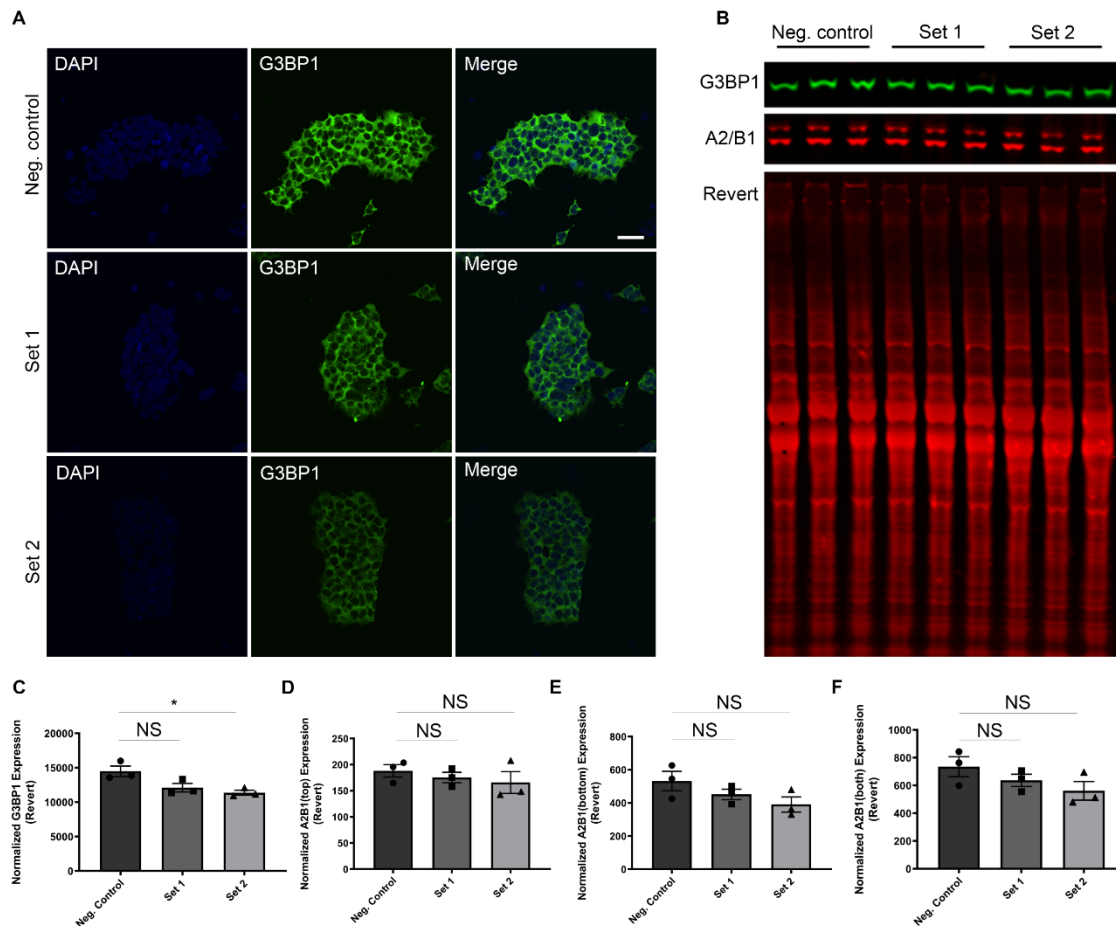 A
DAPI
G3BP1
Merge
Neg. control
DAPI
G3BP1
Merge
Set 1
DAPI
G3BP1
Merge
Set 2
B
Neg. control
Set 1
Set 2
G3BP1
A2/B1
Revert
C
Normalized G3BP1 Expression
(Revert)
20000
15000
10000
5000
0
*
NS
Neg. Control
Set 1
Set 2
D
Normalized A2B1(top) Expression
(Revert)
250
200
150
100
50
0
NS
NS
Neg. Control
Set 1
Set 2
E
Normalized A2B1(bottom) Expression
(Revert)
800
600
400
200
0
NS
NS
Neg. Control
Set 1
Set 2
F
Normalized A2B1(both) Expression
(Revert)
1000
800
600
400
200
0
NS
NS
Neg. Control
Set 1
Set 2